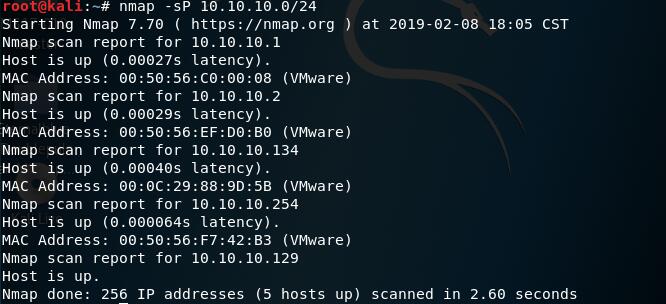 root@kali:~# nmap -sP 10.10.10.0/24
Starting Nmap 7.70 ( https://nmap.org ) at 2019-02-08 18:05 CST
Nmap scan report for 10.10.10.1
Host is up (0.00027s latency).
MAC Address: 00:50:56:C0:00:08 (VMware)
Nmap scan report for 10.10.10.2
Host is up (0.00029s latency).
MAC Address: 00:50:56:EF:D0:B0 (VMware)
Nmap scan report for 10.10.10.134
Host is up (0.00040s latency).
MAC Address: 00:0C:29:88:9D:5B (VMware)
Nmap scan report for 10.10.10.254
Host is up (0.000064s latency).
MAC Address: 00:50:56:F7:42:B3 (VMware)
Nmap scan report for 10.10.10.129
Host is up.
Nmap done: 256 IP addresses (5 hosts up) scanned in 2.60 seconds